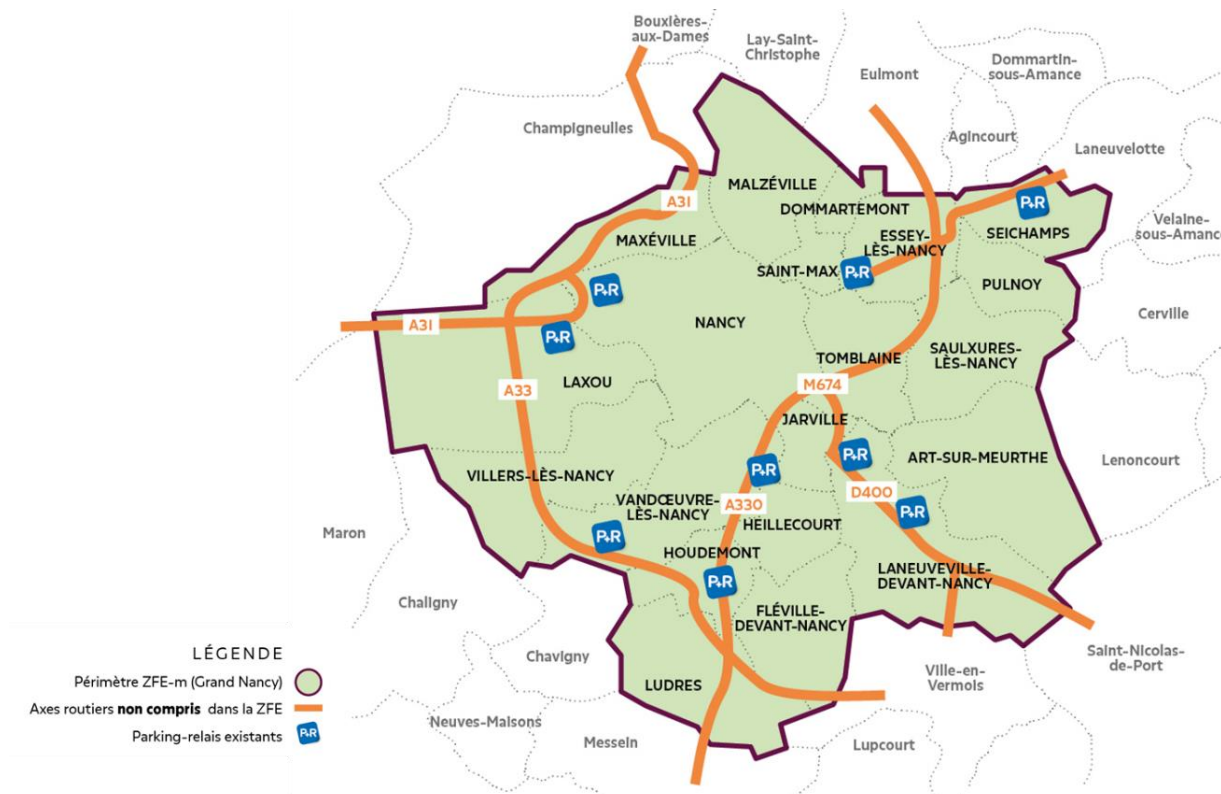 Bouxières-
aux-Dames
Lay-Saint-
Christophe
Eulmont
Dommartin-
sous-Amance
Champigneulles
Agincourt
Laneuvelotte
MALZÉVILLE
A31
DOMMARTEMONT
P+R
MAXÉVILLE
ESSEY-
LÈS-NANCY
SEICHAMPS
Velaine-
sous-Amance
SAINT-MAX
P+R
P+R
PULNOY
Cerville
A31
NANCY
P+R
TOMBLAINE
SAULXURES-
LÈS-NANCY
A33
LAXOU
M674
JARVILLE
P+R
ART-SUR-MEURTHE
Lenoncourt
VILLERS-LÈS-NANCY
P+R
D400
VANDŒUVRE-
LÈS-NANCY
A330
P+R
HEILLECOURT
Maron
P+R
HOUDEMONT
P+R
LANEUVEVILLE-
DEVANT-NANCY
Chaligny
FLÉVILLE-
DEVANT-NANCY
Saint-Nicolas-
de-Port
Chavigny
Ville-en-
Vermois
LUDRES
Neuves-Maisons
Messein
Lupcourt
LÉGENDE
Périmètre ZFE-m (Grand Nancy)
Axes routiers non compris dans la ZFE
Parking-relais existants P+R